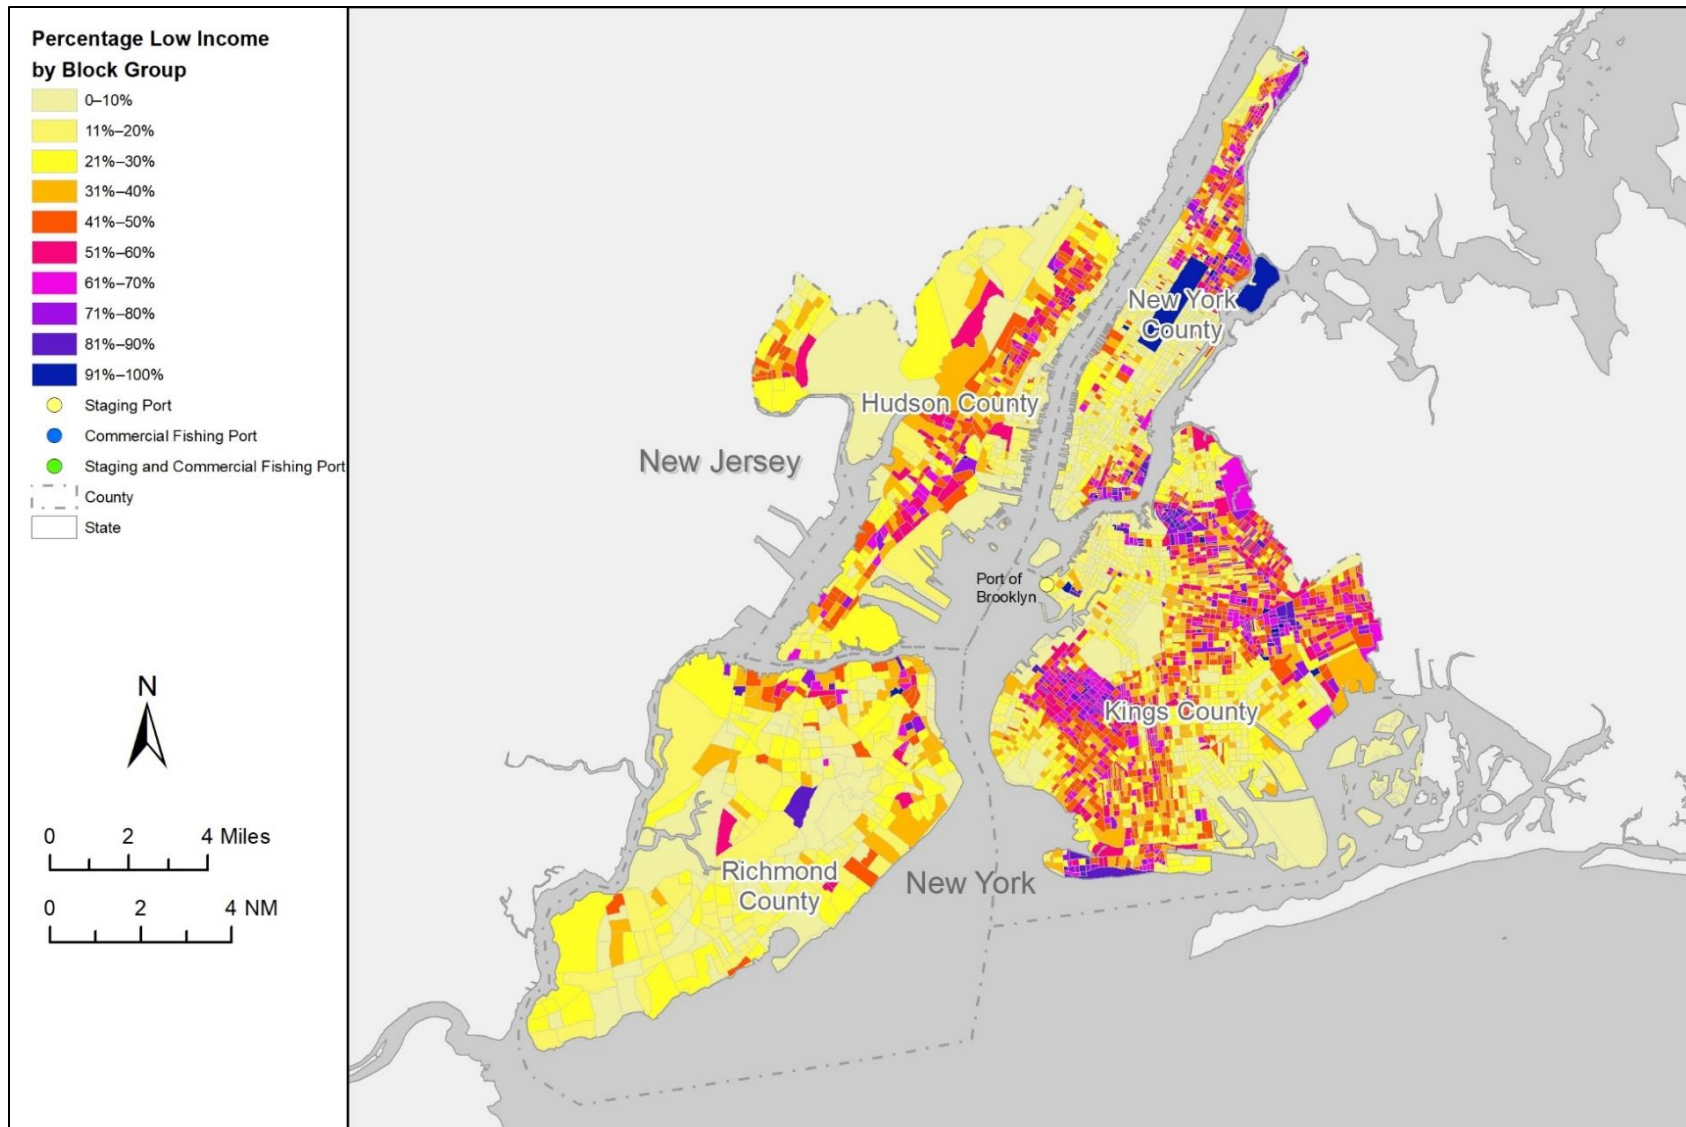 Percentage Low Income
by Block Group
0–10%
11%–20%
21%–30%
31%–40%
41%–50%
51%–60%
61%–70%
71%–80%
81%–90%
91%–100%
Staging Port
Commercial Fishing Port
Staging and Commercial Fishing Port
County
State
N
0 2 4 Miles
0 2 4 NM
New York
County
Hudson County
New Jersey
Port of
Brooklyn
Kings County
Richmond
County
New York